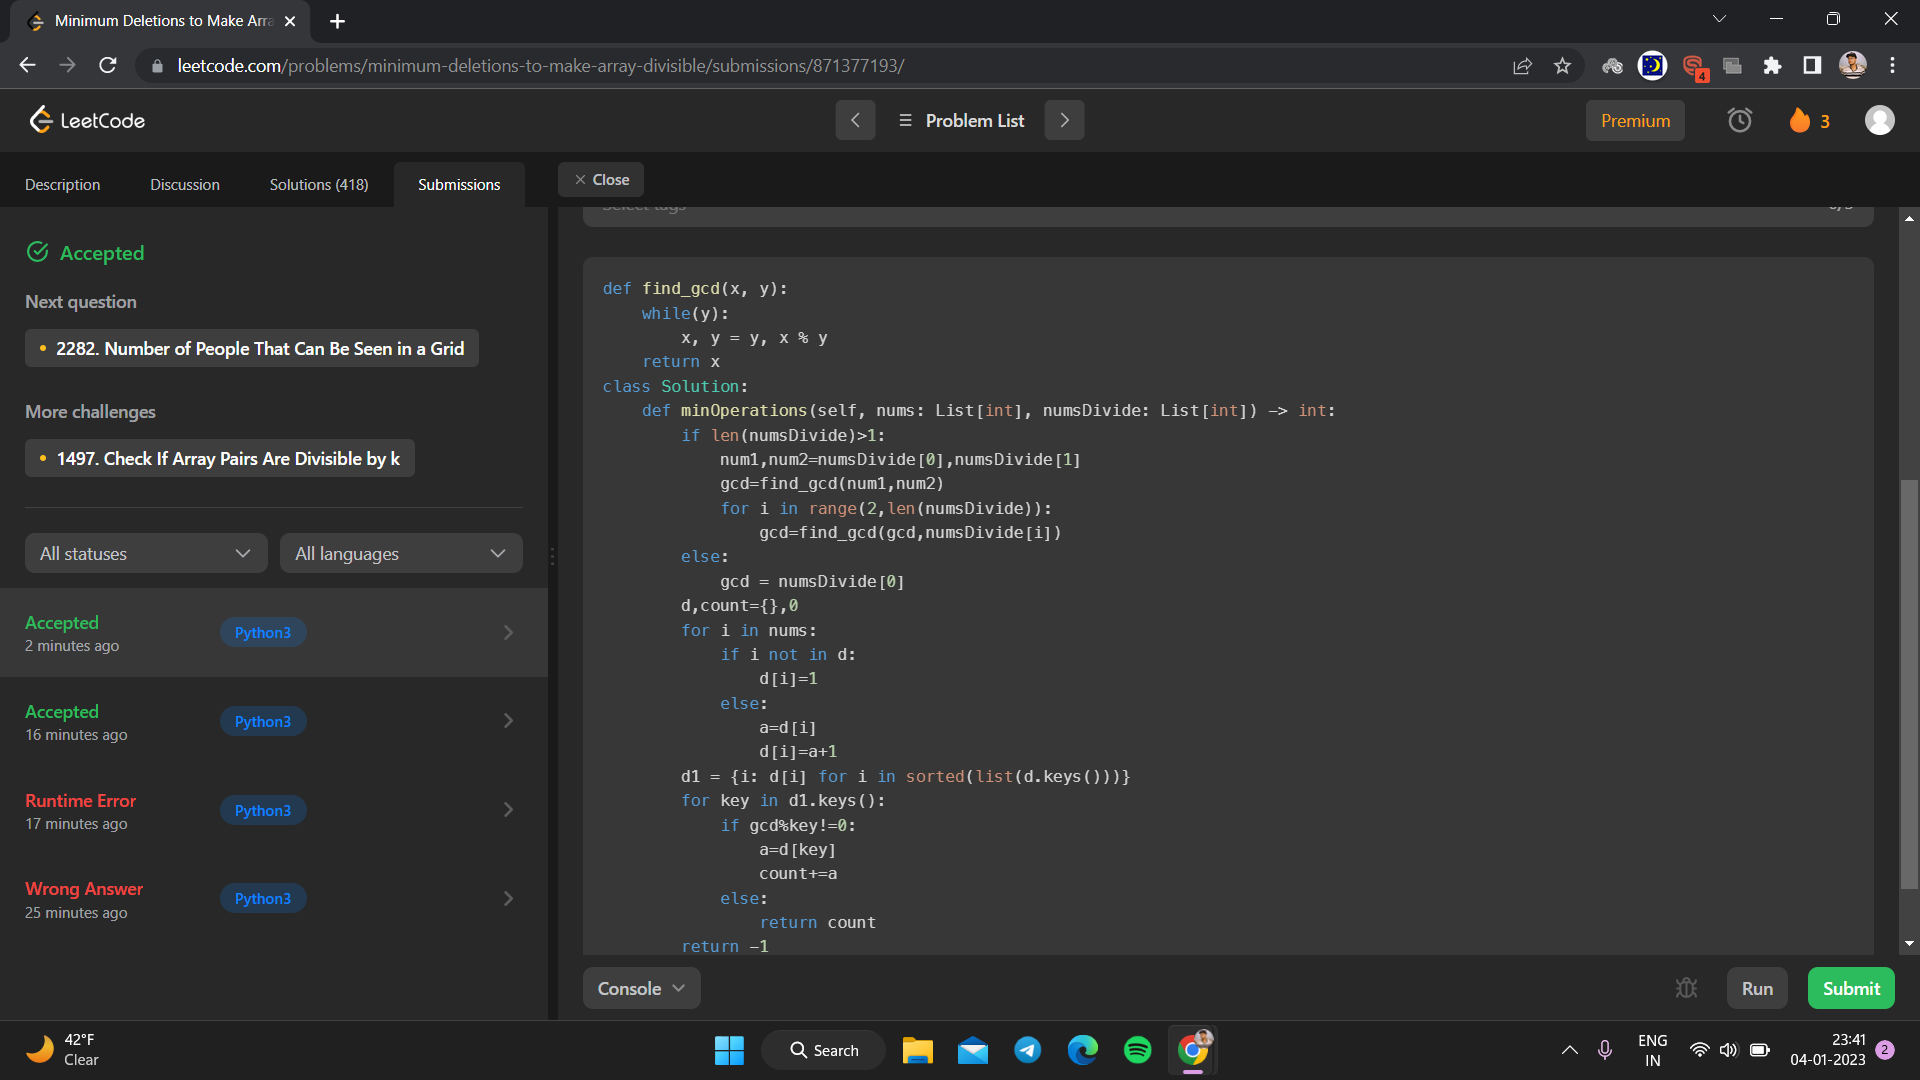 Minimum Deletions to Make Arra
leetcode.com/problems/minimum-deletions-to-make-array-divisible/submissions/871377193/
4
LeetCode
Problem List
Premium
3
Description
Discussion
Solutions (418)
Submissions
Close
Accepted
Next question
2282. Number of People That Can Be Seen in a Grid
More challenges
1497. Check If Array Pairs Are Divisible by k
All statuses
All languages
Accepted
Python3
2 minutes ago
Accepted
Python3
16 minutes ago
Runtime Error
Python3
17 minutes ago
Wrong Answer
Python3
25 minutes ago
Select tags
def find_gcd(x, y):
    while(y):
        x, y = y, x % y
    return x
class Solution:
    def minOperations(self, nums: List[int], numsDivide: List[int]) -> int:
        if len(numsDivide)>1:
            num1,num2=numsDivide[0],numsDivide[1]
            gcd=find_gcd(num1,num2)
            for i in range(2,len(numsDivide)):
                gcd=find_gcd(gcd,numsDivide[i])
        else:
            gcd = numsDivide[0]
        d,count={},0
        for i in nums:
            if i not in d:
                d[i]=1
            else:
                a=d[i]
                d[i]=a+1
        d1 = {i: d[i] for i in sorted(list(d.keys()))}
        for key in d1.keys():
            if gcd%key!=0:
                a=d[key]
                count+=a
            else:
                return count
        return -1
Console
Run
Submit
42°F
Clear
Search
ENG
IN
23:41
04-01-2023
2